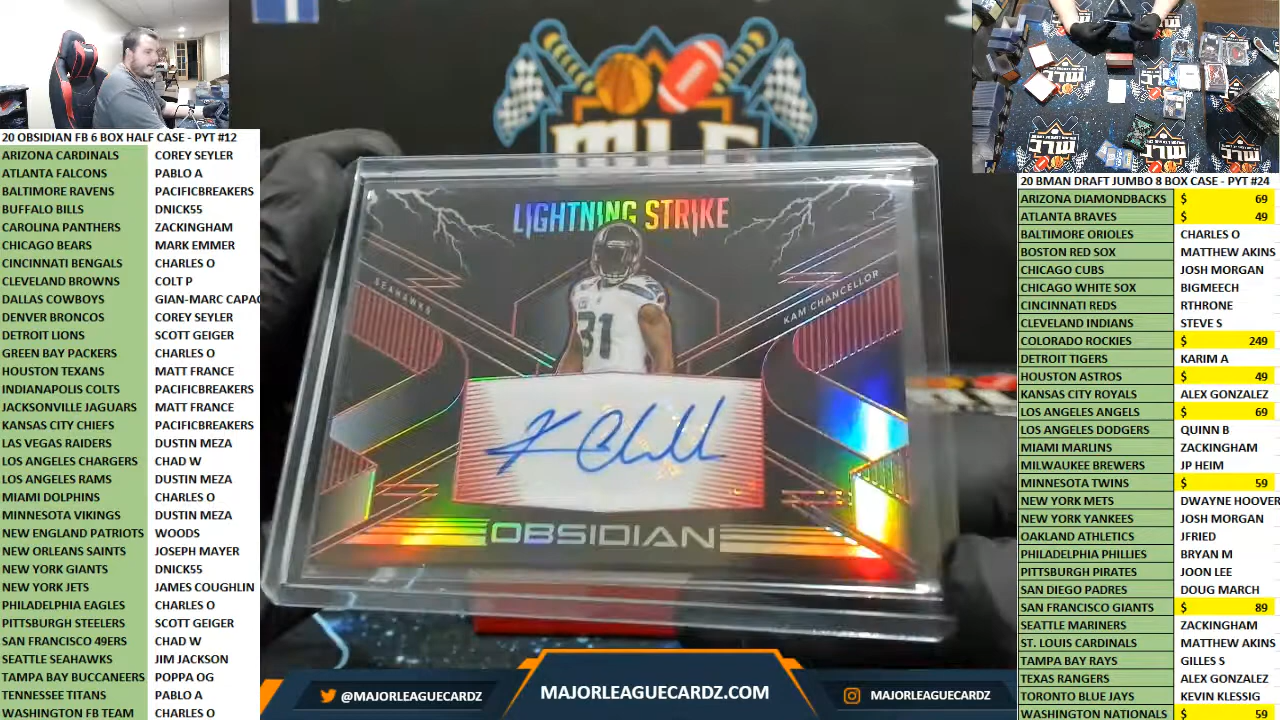 20 OBSIDIAN FB 6 BOX HALF CASE - PYT #12
ARIZONA CARDINALS COREY SEYLER
ATLANTA FALCONS PABLO A
BALTIMORE RAVENS PACIFICBREAKERS
BUFFALO BILLS DNICK55
CAROLINA PANTHERS ZACKINGHAM
CHICAGO BEARS MARK EMMER
CINCINNATI BENGALS CHARLES O
CLEVELAND BROWNS COLT P
DALLAS COWBOYS GIAN-MARC CAPAC
DENVER BRONCOS COREY SEYLER
DETROIT LIONS SCOTT GEIGER
GREEN BAY PACKERS CHARLES O
HOUSTON TEXANS MATT FRANCE
INDIANAPOLIS COLTS PACIFICBREAKERS
JACKSONVILLE JAGUARS MATT FRANCE
KANSAS CITY CHIEFS PACIFICBREAKERS
LAS VEGAS RAIDERS DUSTIN MEZA
LOS ANGELES CHARGERS CHAD W
LOS ANGELES RAMS DUSTIN MEZA
MIAMI DOLPHINS CHARLES O
MINNESOTA VIKINGS DUSTIN MEZA
NEW ENGLAND PATRIOTS WOODS
NEW ORLEANS SAINTS JOSEPH MAYER
NEW YORK GIANTS DNICK55
NEW YORK JETS JAMES COUGHLIN
PHILADELPHIA EAGLES CHARLES O
PITTSBURGH STEELERS SCOTT GEIGER
SAN FRANCISCO 49ERS CHAD W
SEATTLE SEAHAWKS JIM JACKSON
TAMPA BAY BUCCANEERS POPPA OG
TENNESSEE TITANS PABLO A
WASHINGTON FB TEAM CHARLES O
LIGHTNING STRIKE
SEAHAWKS
KAM CHANCELLOR
31
OBSIDIAN
@MAJORLEAGUECARDZ
MAJORLEAGUECARDZ.COM
MAJORLEAGUECARDZ
20 BMAN DRAFT JUMBO 8 BOX CASE - PYT #24
ARIZONA DIAMONDBACKS $ 69
ATLANTA BRAVES $ 49
BALTIMORE ORIOLES CHARLES O
BOSTON RED SOX MATTHEW AKINS
CHICAGO CUBS JOSH MORGAN
CHICAGO WHITE SOX BIGMEECH
CINCINNATI REDS RTHRONE
CLEVELAND INDIANS STEVE S
COLORADO ROCKIES $ 249
DETROIT TIGERS KARIM A
HOUSTON ASTROS $ 49
KANSAS CITY ROYALS ALEX GONZALEZ
LOS ANGELES ANGELS $ 69
LOS ANGELES DODGERS QUINN B
MIAMI MARLINS ZACKINGHAM
MILWAUKEE BREWERS JP HEIM
MINNESOTA TWINS $ 59
NEW YORK METS DWAYNE HOOVER
NEW YORK YANKEES JOSH MORGAN
OAKLAND ATHLETICS JFRIED
PHILADELPHIA PHILLIES BRYAN M
PITTSBURGH PIRATES JOON LEE
SAN DIEGO PADRES DOUG MARCH
SAN FRANCISCO GIANTS $ 89
SEATTLE MARINERS ZACKINGHAM
ST. LOUIS CARDINALS MATTHEW AKINS
TAMPA BAY RAYS GILLES S
TEXAS RANGERS ALEX GONZALEZ
TORONTO BLUE JAYS KEVIN KLESSIG
WASHINGTON NATIONALS $ 59